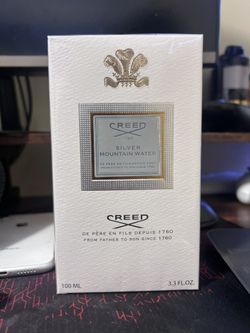 CREED
SILVER
MOUNTAIN WATER
CREED
DE PÈRE EN FILS DEPUIS 1760
FROM FATHER TO SON SINCE 1760
100 ML
3.3 FL.OZ.